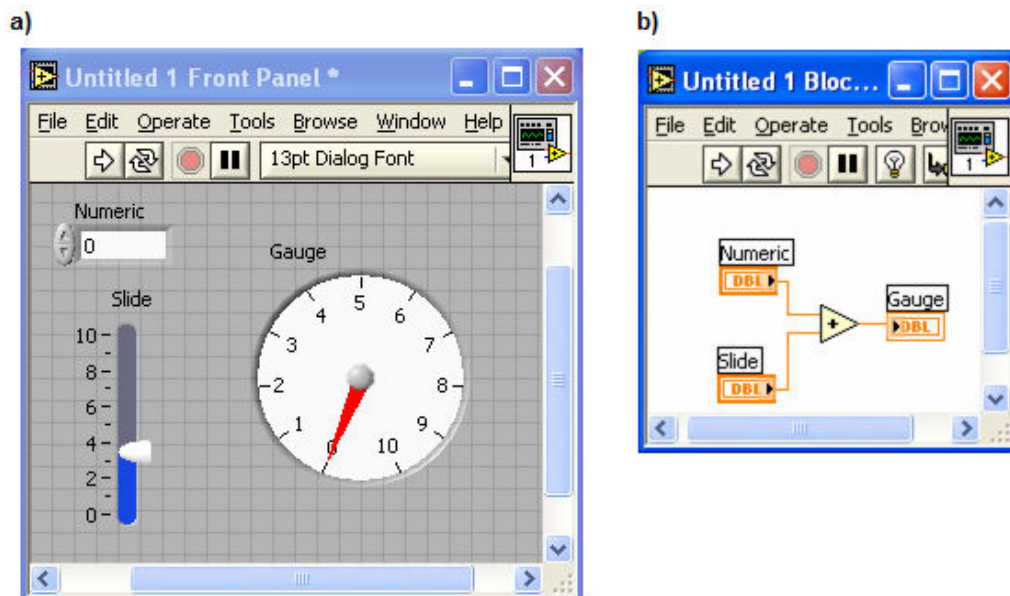 a)
Untitled 1 Front Panel *
File Edit Operate Tools Browse Window Help
13pt Dialog Font
1
Numeric
0
Gauge
Slide
10
8
6
4
2
0
0
1
2
3
4
5
6
7
8
9
10
b)
Untitled 1 Bloc...
File Edit Operate Tools
1
Numeric
DBL
Slide
DBL
+
Gauge
DBL